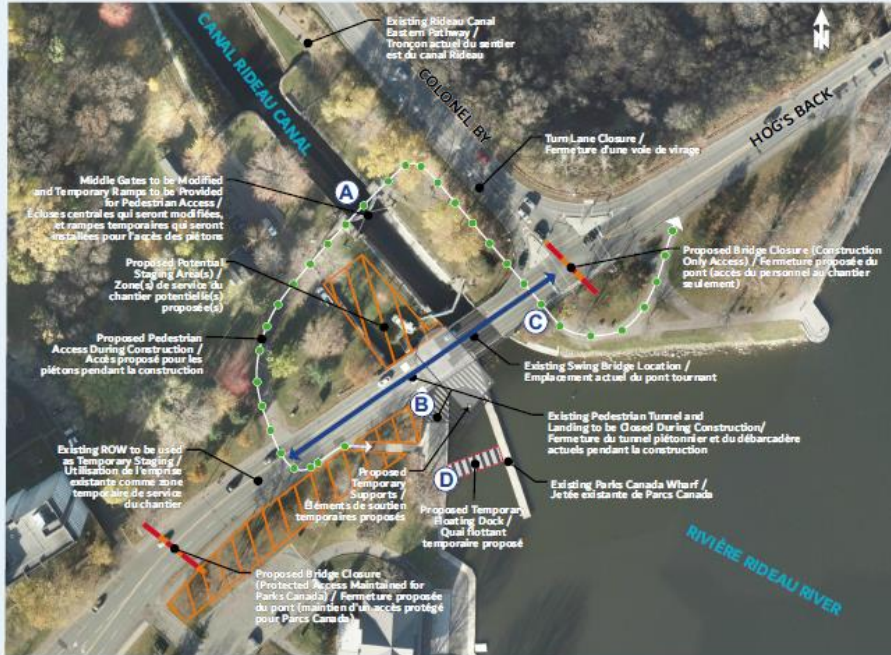 Existing Rideau Canal
Eastern Pathway /
Tronçon actuel du sentier
est du canal Rideau
CANAL RIDEAU CANAL
COLONEL BY
HOG'S BACK
N
Turn Lane Closure /
Fermeture d'une voie de virage
Middle Gates to be Modified
and Temporary Ramps to be Provided
for Pedestrian Access /
Écluses centrales qui seront modifiées,
et rampes temporaires qui seront
installées pour l'accès des piétons
A
Proposed Potential
Staging Area(s) /
Zone(s) de service du
chantier potentielle(s)
proposée(s)
Proposed Bridge Closure (Construction
Only Access) / Fermeture proposée du
pont (accès du personnel au chantier
seulement)
C
Proposed Pedestrian
Access During Construction /
Accès proposé pour les
piétons pendant la construction
Existing Swing Bridge Location /
Emplacement actuel du pont tournant
B
Existing Pedestrian Tunnel and
Landing to be Closed During Construction/
Fermeture du tunnel piétonnier et du débarcadère
actuels pendant la construction
Existing ROW to be used
as Temporary Staging /
Utilisation de l'emprise
existante comme zone
temporaire de service
du chantier
Proposed
Temporary
Supports /
Éléments de soutien
temporaires proposés
D
Existing Parks Canada Wharf /
Jetée existante de Parcs Canada
Proposed Temporary
Floating Dock /
Quai flottant
temporaire proposé
RIVIÈRE RIDEAU RIVER
Proposed Bridge Closure
(Protected Access Maintained for
Parks Canada) / Fermeture proposée
du pont (maintien d'un accès protégé
pour Parcs Canada)